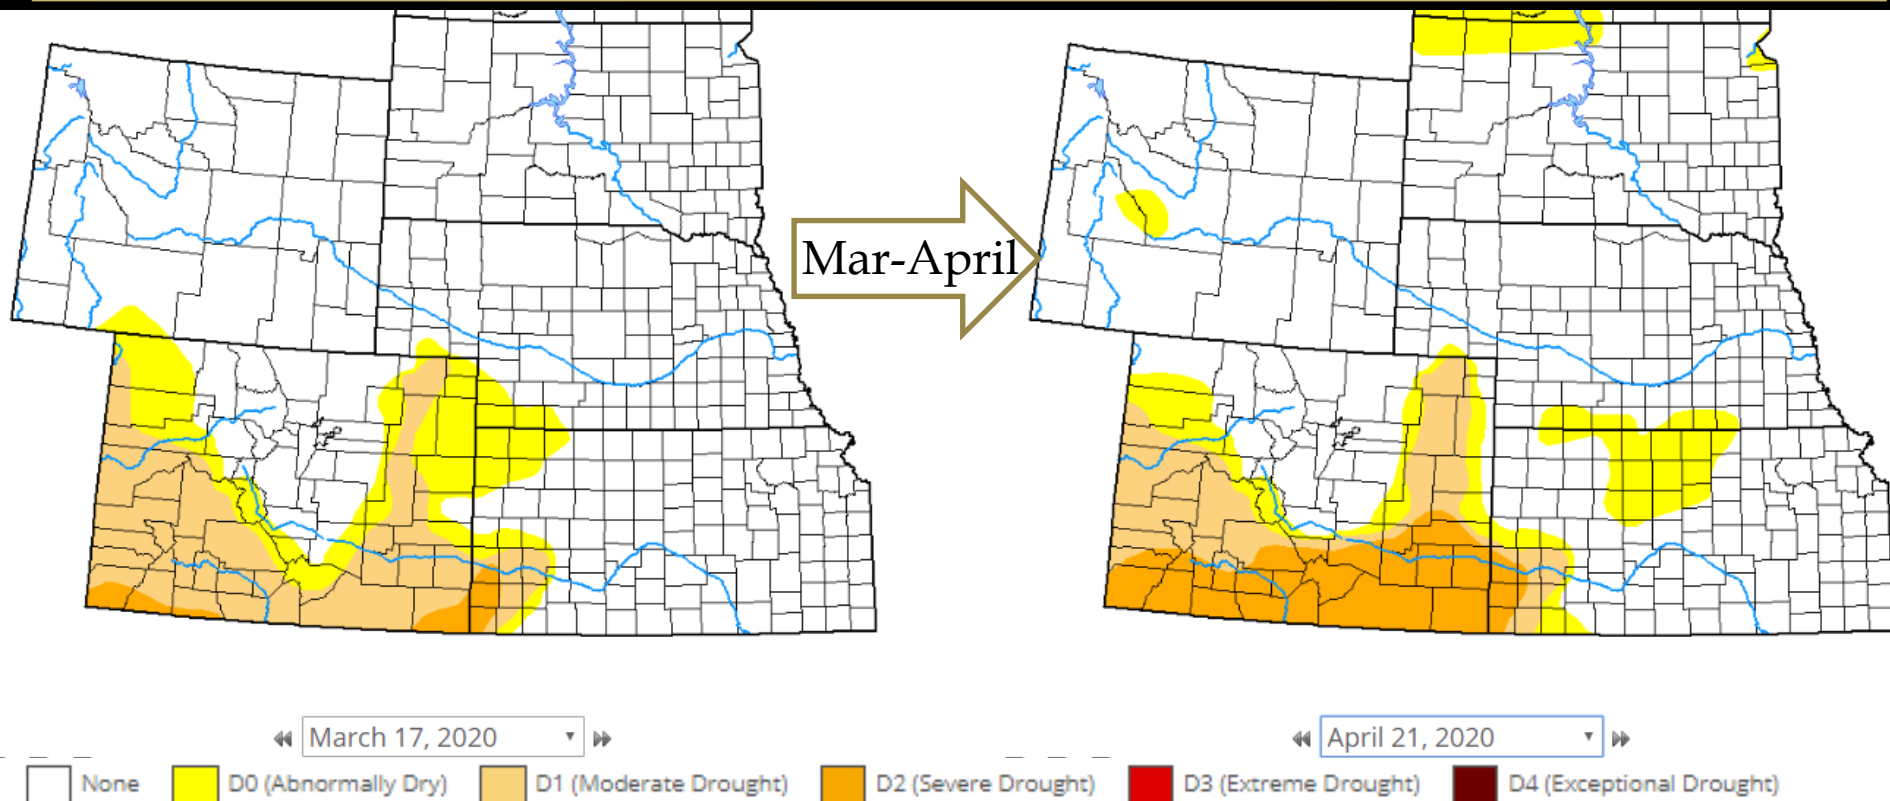 Mar-April
March 17, 2020
April 21, 2020
None
D0 (Abnormally Dry)
D1 (Moderate Drought)
D2 (Severe Drought)
D3 (Extreme Drought)
D4 (Exceptional Drought)